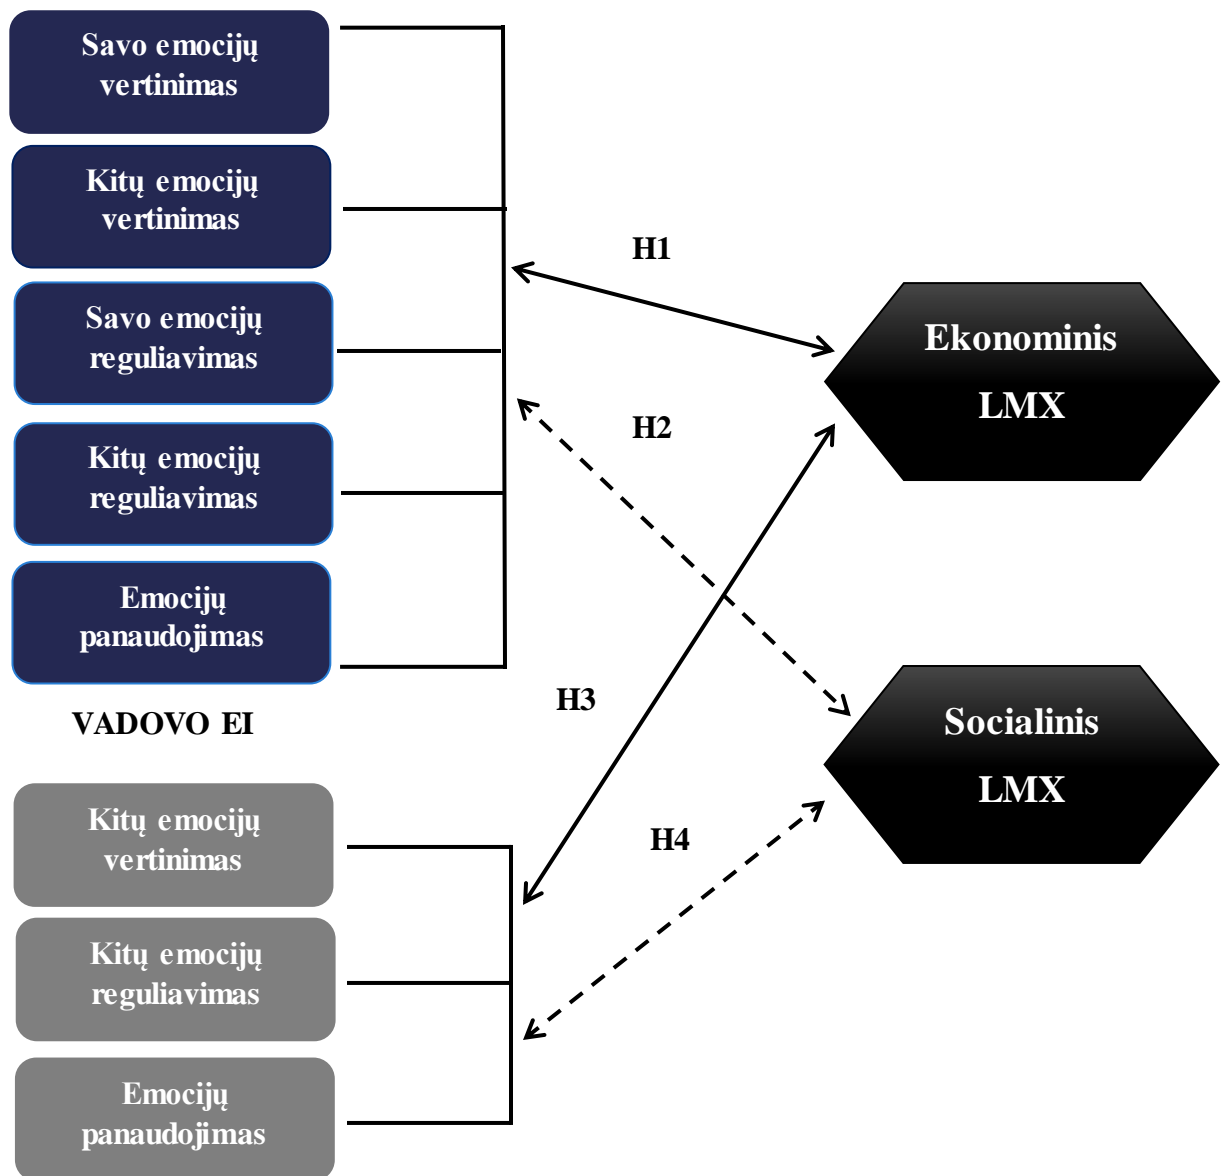 Savo emocijų
vertinimas
Kitų emocijų
vertinimas
Savo emocijų
reguliavimas
Kitų emocijų
reguliavimas
Emocijų
panaudojimas
VADOVO EI
Kitų emocijų
vertinimas
Kitų emocijų
reguliavimas
Emocijų
panaudojimas
H1
H2
H3
H4
Ekonominis
LMX
Socialinis
LMX